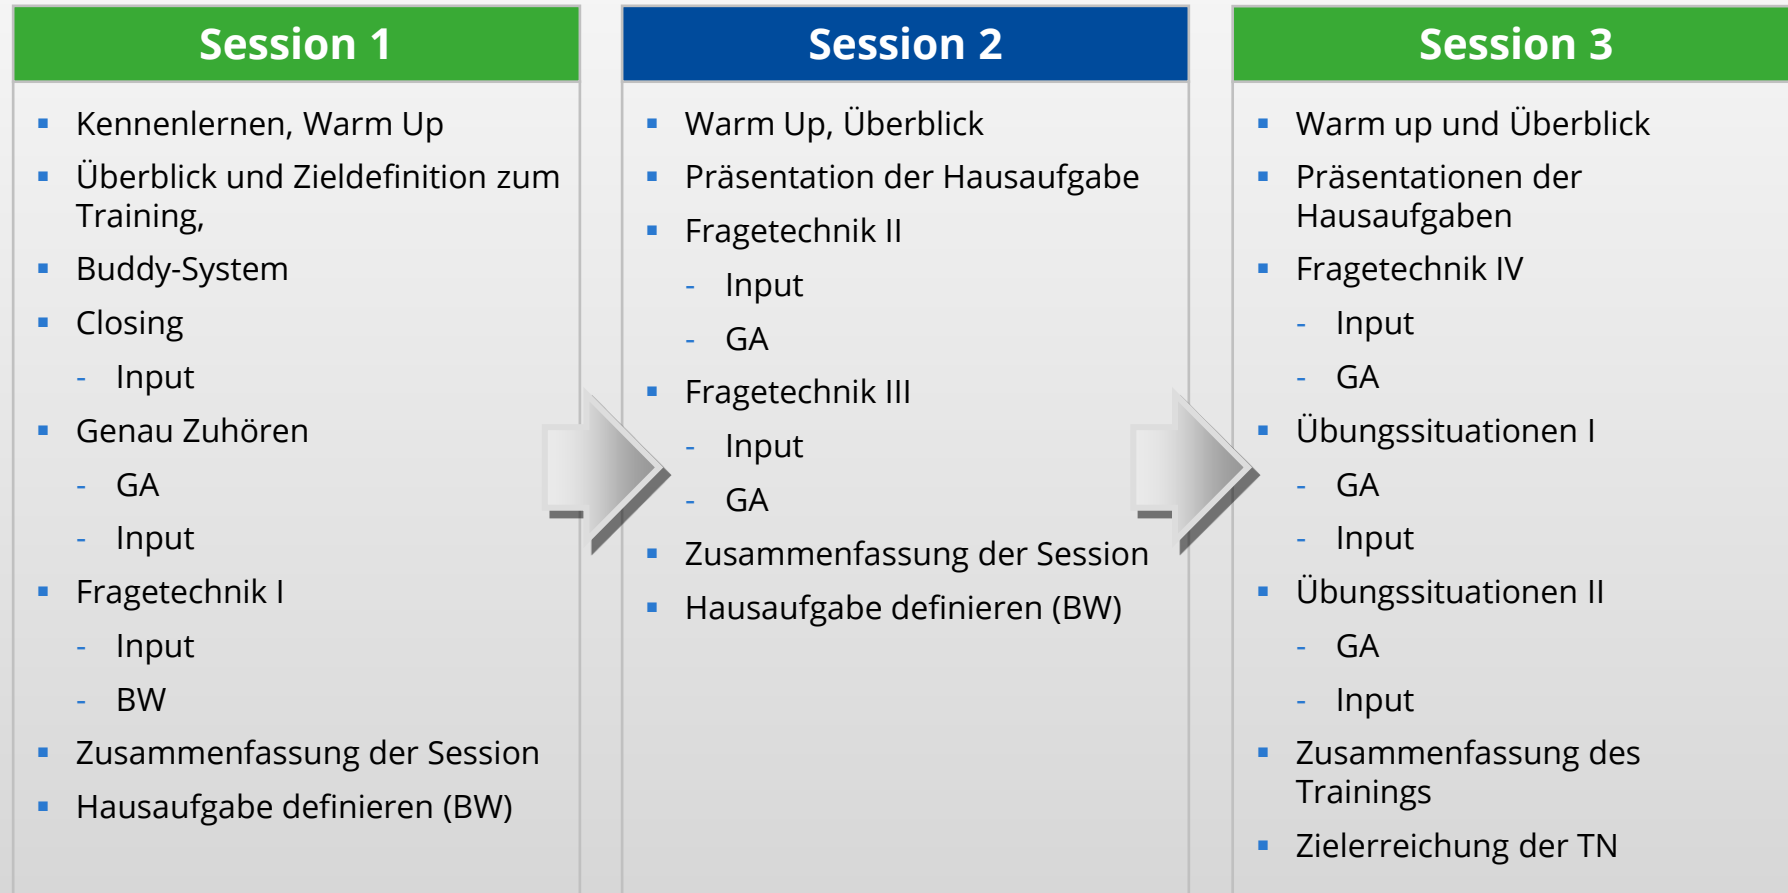 Session 1
Kennenlernen, Warm Up
Überblick und Zieldefinition zum
Training,
Buddy-System
Closing
- Input
Genau Zuhören
- GA
- Input
Fragetechnik I
- Input
- BW
Zusammenfassung der Session
Hausaufgabe definieren (BW)
Session 2
Warm Up, Überblick
Präsentation der Hausaufgabe
Fragetechnik II
- Input
- GA
Fragetechnik III
- Input
- GA
Zusammenfassung der Session
Hausaufgabe definieren (BW)
Session 3
Warm up und Überblick
Präsentationen der
Hausaufgaben
Fragetechnik IV
- Input
- GA
Übungssituationen I
- GA
- Input
Übungssituationen II
- GA
- Input
Zusammenfassung des
Trainings
Zielerreichung der TN